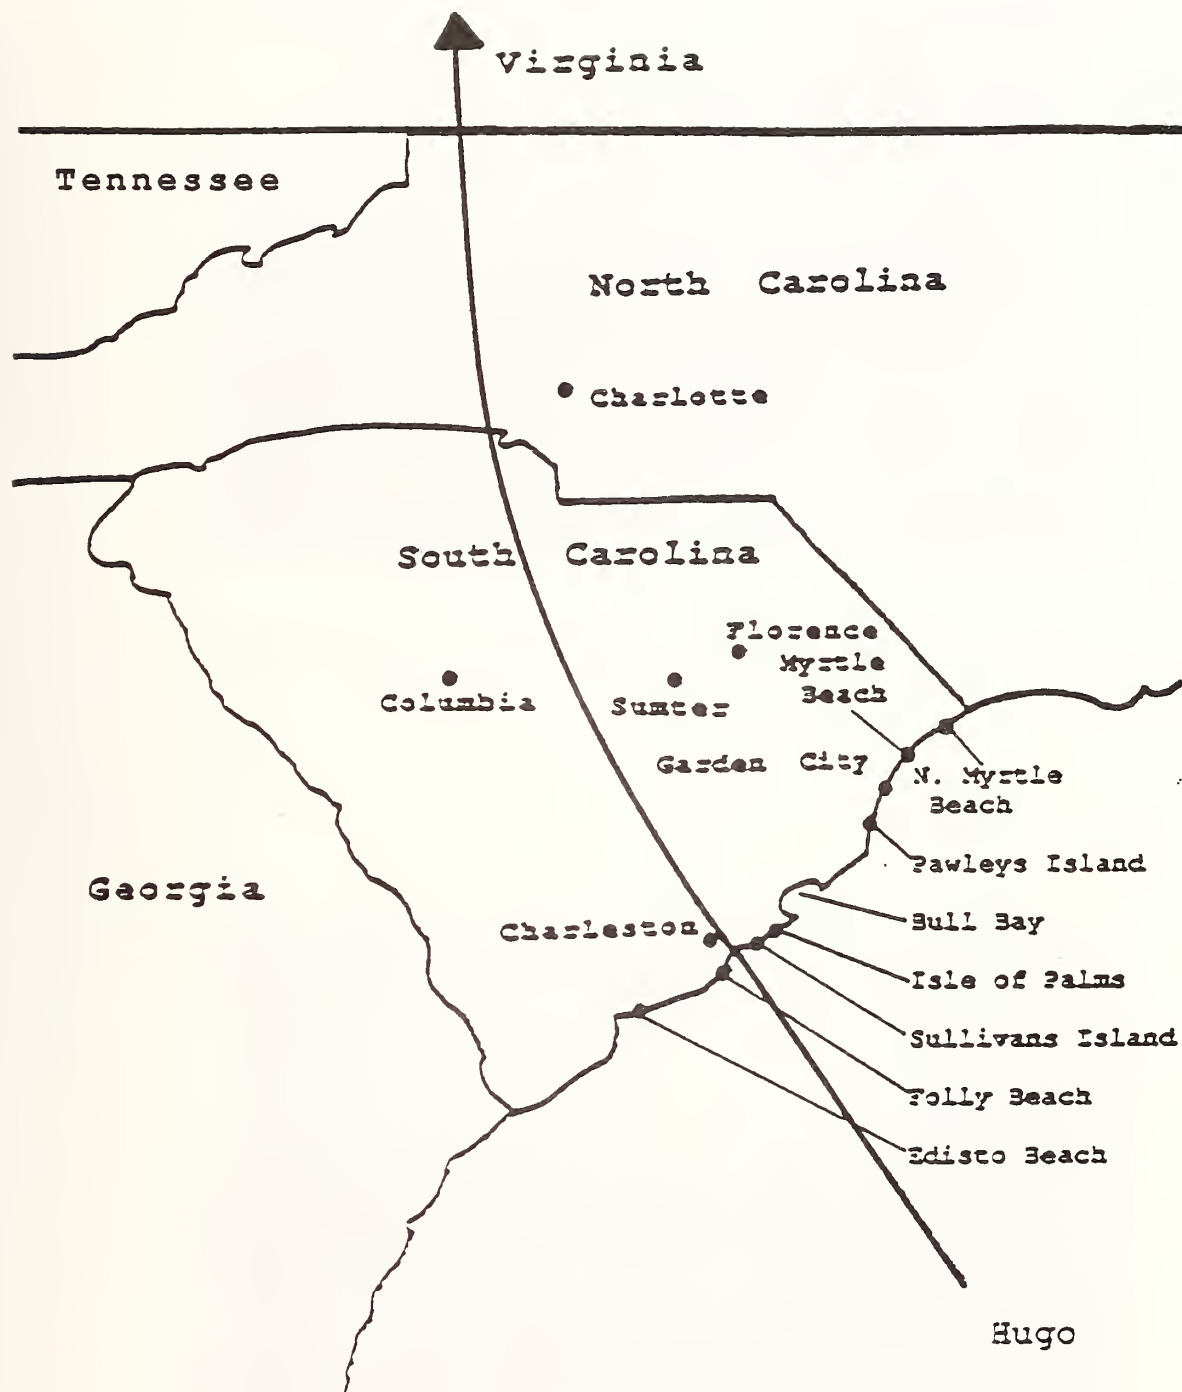 Virginia
Tennessee
North Carolina
Charlotte
South Carolina
Florence
Myrtle
Beach
Columbia
Sumter
Garden City
N. Myrtle
Beach
Pawleys Island
Georgia
Charleston
Bull Bay
Isle of Palms
Sullivans Island
Folly Beach
Edisto Beach
Hugo